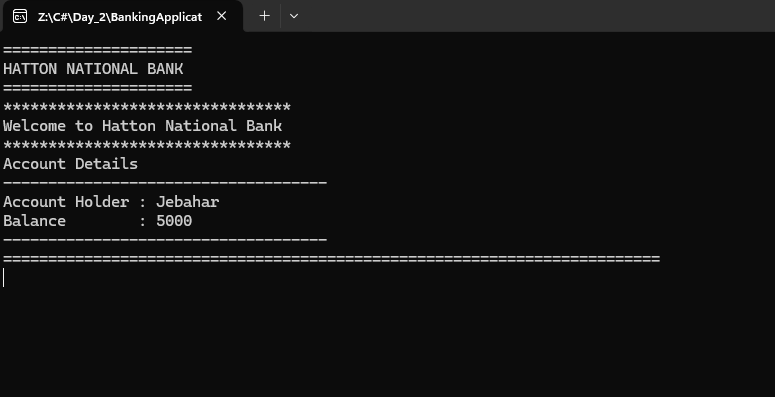 Z:\C#\Day_2\BankingApplicat
=====================
HATTON NATIONAL BANK
=====================
********************************
Welcome to Hatton National Bank
********************************
Account Details
------------------------------------
Account Holder : Jebahar
Balance        : 5000
------------------------------------
=========================================================================